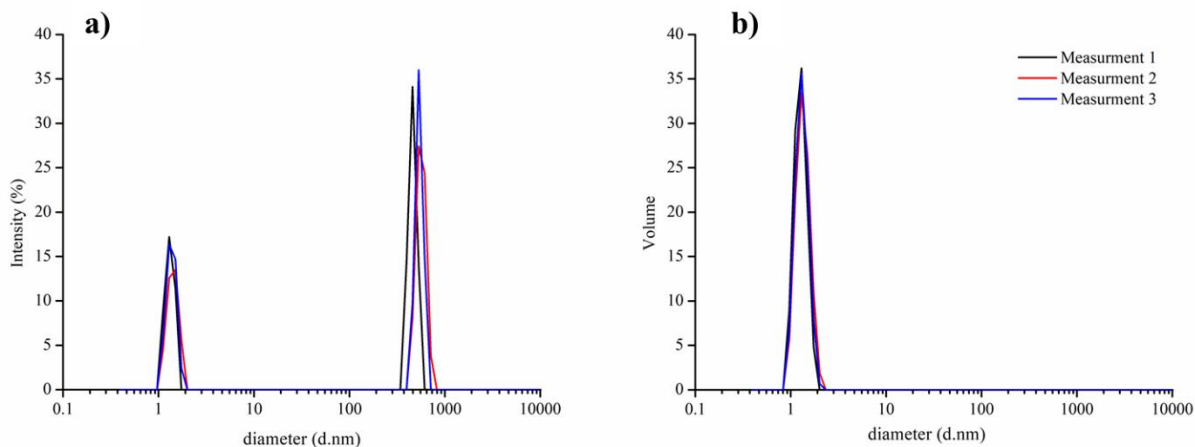 a)
40
35
30
25
20
15
10
5
0
Intensity (%)
0.1 1 10 100 1000 10000
diameter (d.nm)
b)
40
35
30
25
20
15
10
5
0
Volume
Measurment 1
Measurment 2
Measurment 3
0.1 1 10 100 1000 10000
diameter (d.nm)